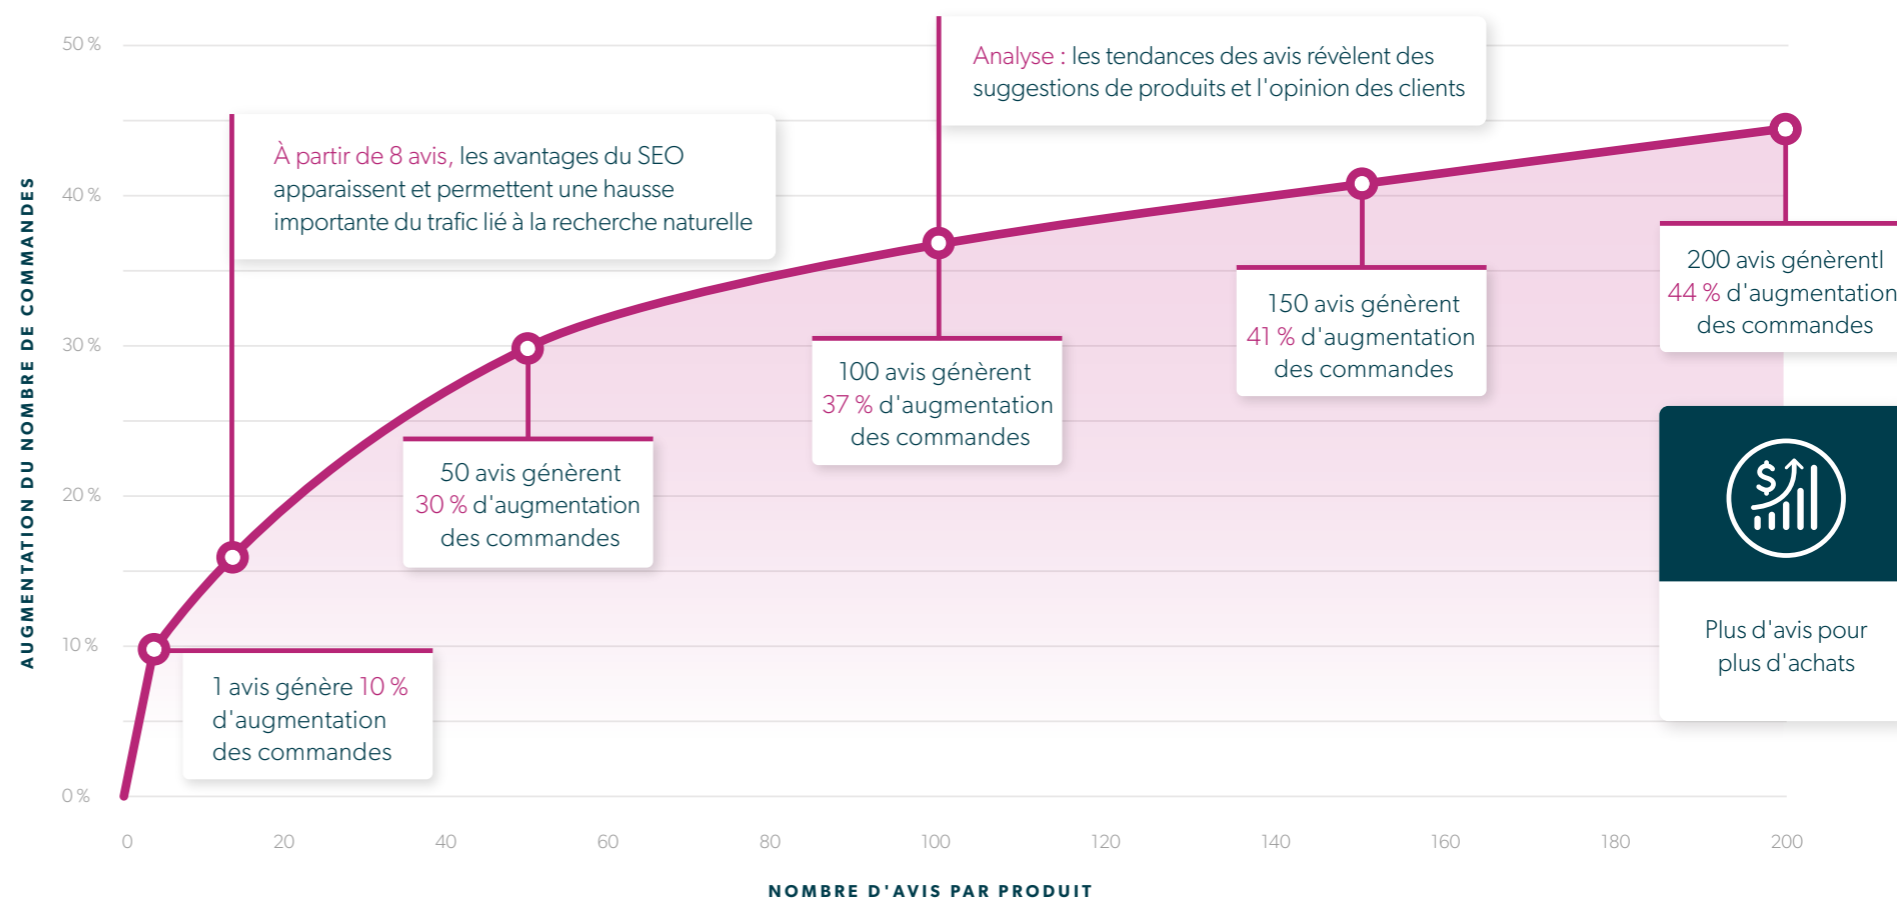 50 %
Analyse : les tendances des avis révèlent des
suggestions de produits et l'opinion des clients
À partir de 8 avis, les avantages du SEO
apparaissent et permettent une hausse
importante du trafic lié à la recherche naturelle
40 %
30 %
20 %
10 %
0 %
AUGMENTATION DU NOMBRE DE COMMANDES
1 avis génère 10 %
d'augmentation
des commandes
50 avis génèrent
30 % d'augmentation
des commandes
100 avis génèrent
37 % d'augmentation
des commandes
150 avis génèrent
41 % d'augmentation
des commandes
200 avis génèrentl
44 % d'augmentation
des commandes
$
Plus d'avis pour
plus d'achats
0 20 40 60 80 100 120 140 160 180 200
NOMBRE D'AVIS PAR PRODUIT